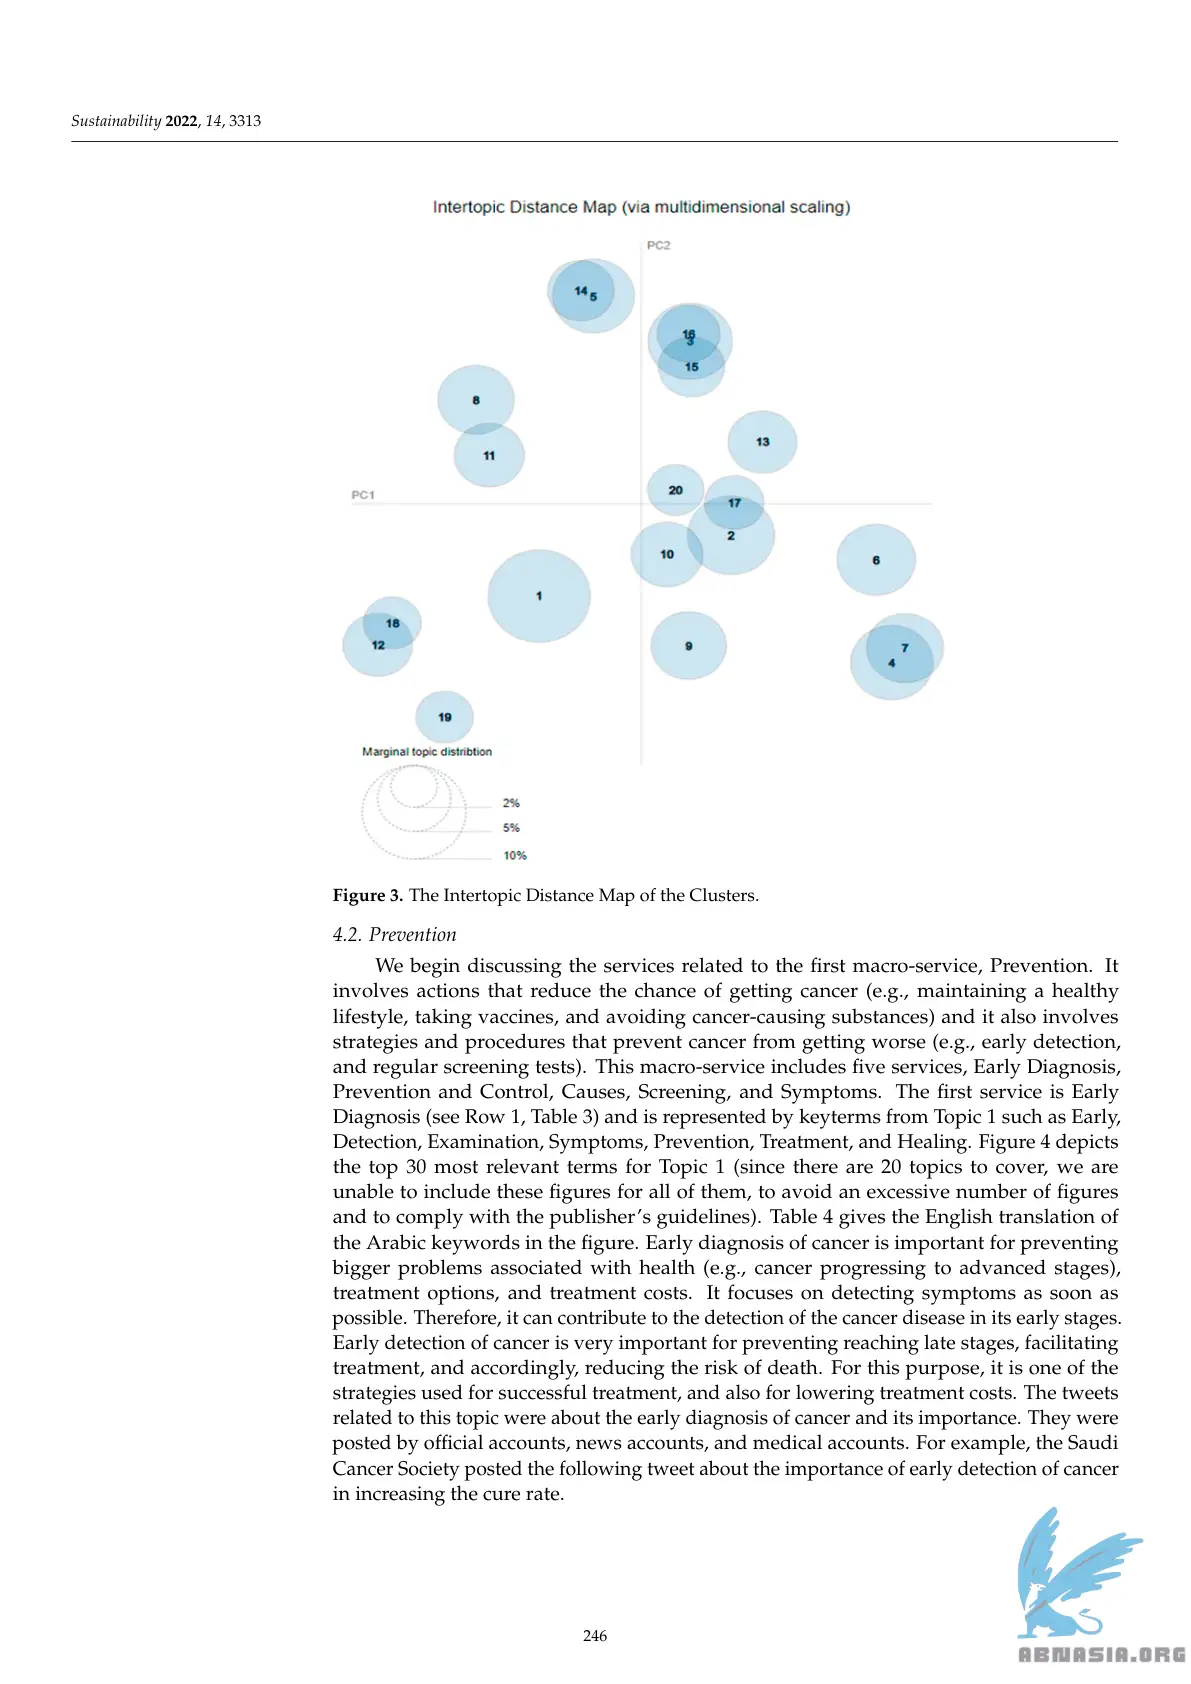 Sustainability 2022, 14, 3313
Intertopic Distance Map (via multidimensional scaling)
PC2
14
5
16
3
15
8
13
11
20
PC1
17
2
10
6
1
18
12
9
7
4
19
Marginal topic distribtion
2%
5%
10%
Figure 3. The Intertopic Distance Map of the Clusters.
4.2. Prevention
We begin discussing the services related to the first macro-service, Prevention. It
involves actions that reduce the chance of getting cancer (e.g., maintaining a healthy
lifestyle, taking vaccines, and avoiding cancer-causing substances) and it also involves
strategies and procedures that prevent cancer from getting worse (e.g., early detection,
and regular screening tests). This macro-service includes five services, Early Diagnosis,
Prevention and Control, Causes, Screening, and Symptoms. The first service is Early
Diagnosis (see Row 1, Table 3) and is represented by keyterms from Topic 1 such as Early,
Detection, Examination, Symptoms, Prevention, Treatment, and Healing. Figure 4 depicts
the top 30 most relevant terms for Topic 1 (since there are 20 topics to cover, we are
unable to include these figures for all of them, to avoid an excessive number of figures
and to comply with the publisher's guidelines). Table 4 gives the English translation of
the Arabic keywords in the figure. Early diagnosis of cancer is important for preventing
bigger problems associated with health (e.g., cancer progressing to advanced stages),
treatment options, and treatment costs. It focuses on detecting symptoms as soon as
possible. Therefore, it can contribute to the detection of the cancer disease in its early stages.
Early detection of cancer is very important for preventing reaching late stages, facilitating
treatment, and accordingly, reducing the risk of death. For this purpose, it is one of the
strategies used for successful treatment, and also for lowering treatment costs. The tweets
related to this topic were about the early diagnosis of cancer and its importance. They were
posted by official accounts, news accounts, and medical accounts. For example, the Saudi
Cancer Society posted the following tweet about the importance of early detection of cancer
in increasing the cure rate.
246
ABNASIA.ORG